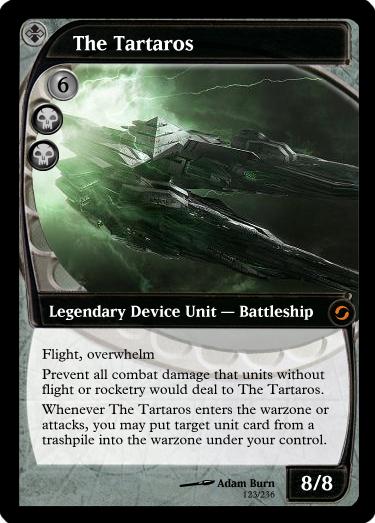 The Tartaros
6
Legendary Device Unit — Battleship
Flight, overwhelm
Prevent all combat damage that units without
flight or rocketry would deal to The Tartaros.
Whenever The Tartaros enters the warzone or
attacks, you may put target unit card from a
trashpile into the warzone under your control.
Adam Burn
123/236
8/8